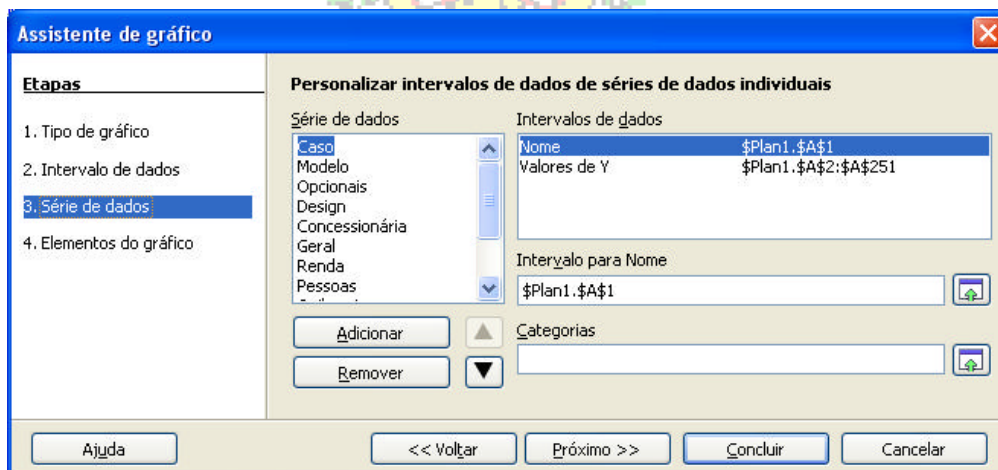 Assistente de gráfico
Etapas
1. Tipo de gráfico
2. Intervalo de dados
3. Série de dados
4. Elementos do gráfico
Personalizar intervalos de dados de séries de dados individuais
Série de dados
Caso
Modelo
Opcionais
Design
Concessionária
Geral
Renda
Pessoas
Adicionar
Remover
Intervalos de dados
Nome $Plan1.$A$1
Valores de Y $Plan1.$A$2:$A$251
Intervalo para Nome
$Plan1.$A$1
Categorias
Ajuda
<< Voltar
Próximo >>
Concluir
Cancelar